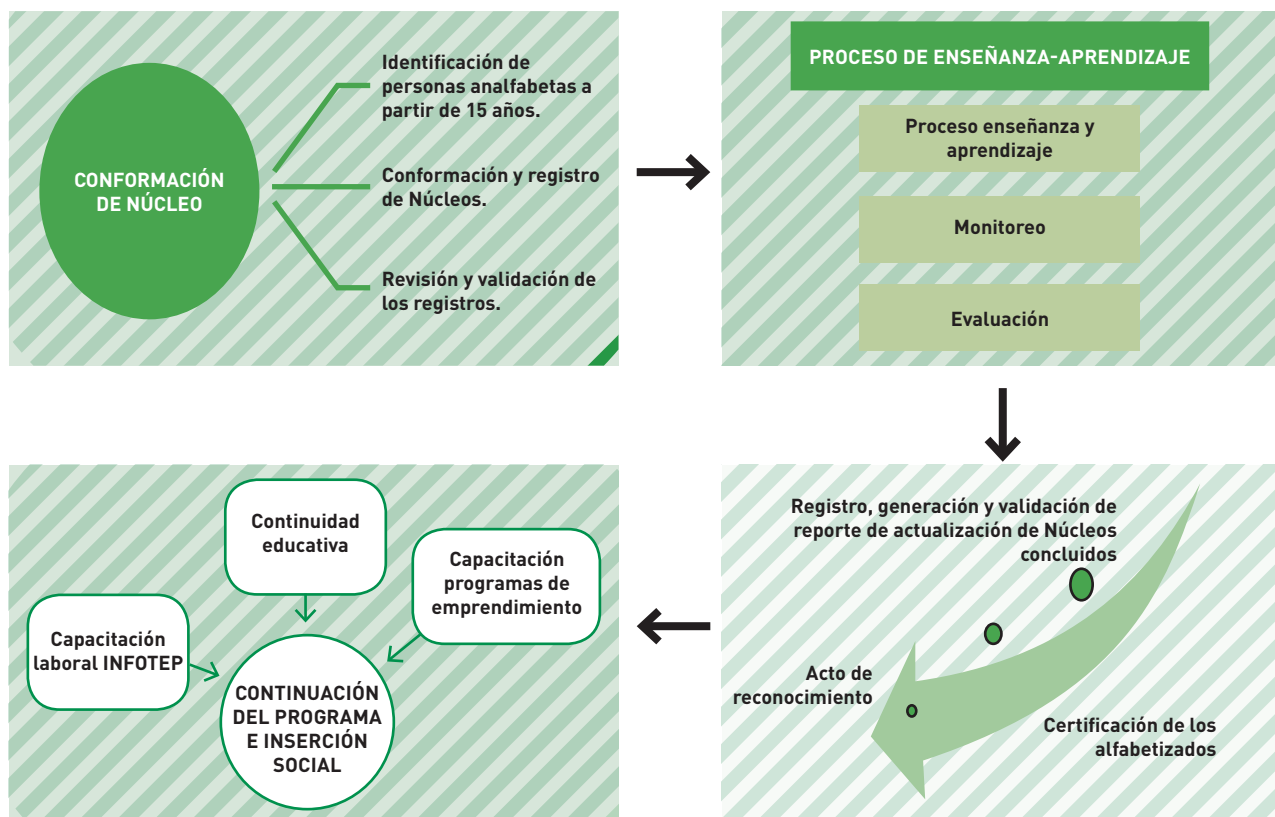 CONFORMACIÓN
DE NÚCLEO
Identificación de
personas analfabetas a
partir de 15 años.
Conformación y registro
de Núcleos.
Revisión y validación de
los registros.
PROCESO DE ENSEÑANZA-APRENDIZAJE
Proceso enseñanza y
aprendizaje
Monitoreo
Evaluación
Registro, generación y validación de
reporte de actualización de Núcleos
concluidos
Acto de
reconocimiento
Certificación de los
alfabetizados
Continuidad
educativa
Capacitación
programas de
emprendimiento
Capacitación
laboral INFOTEP
CONTINUACIÓN
DEL PROGRAMA
E INSERCIÓN
SOCIAL